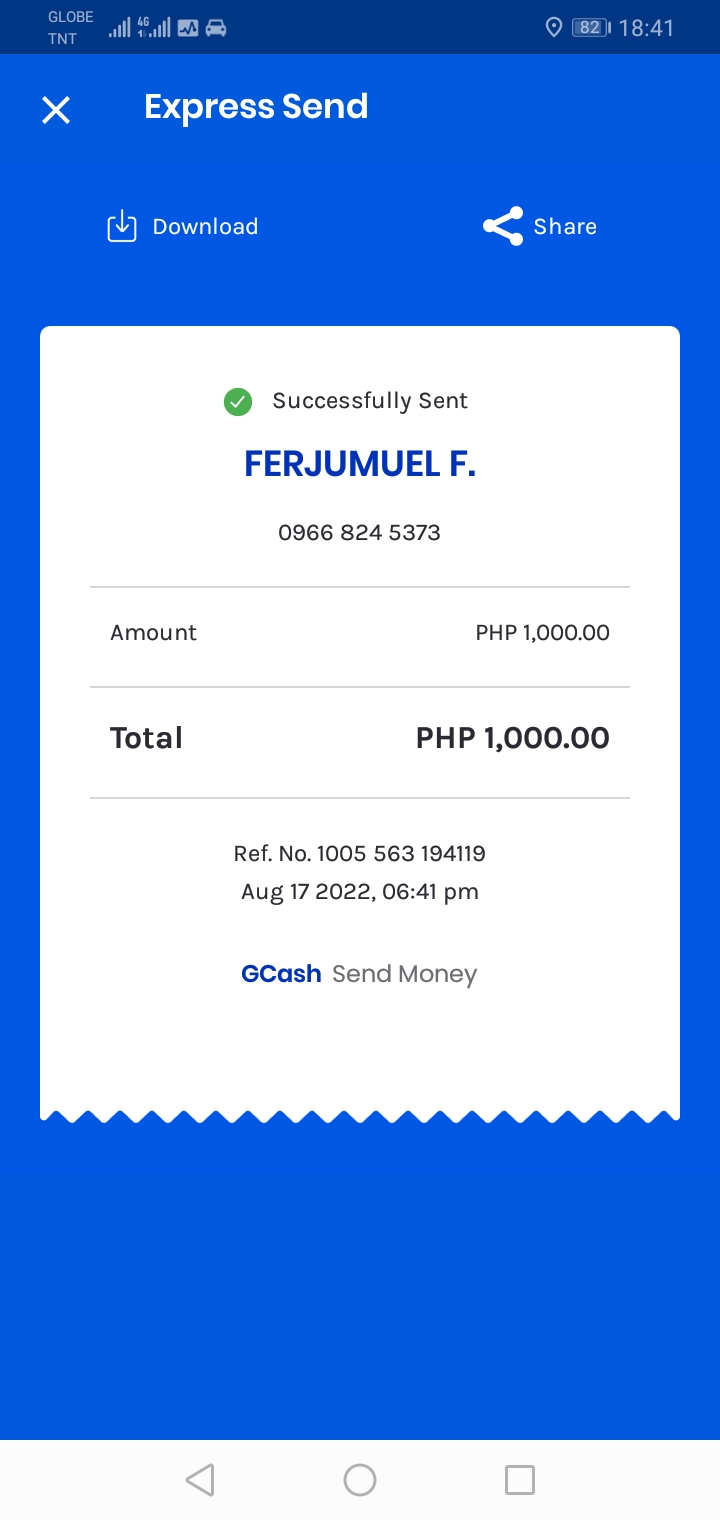 GLOBE
TNT
4G
82
18:41
Express Send
Download
Share
Successfully Sent
FERJUMUEL F.
0966 824 5373
Amount PHP 1,000.00
Total PHP 1,000.00
Ref. No. 1005 563 194119
Aug 17 2022, 06:41 pm
GCash Send Money